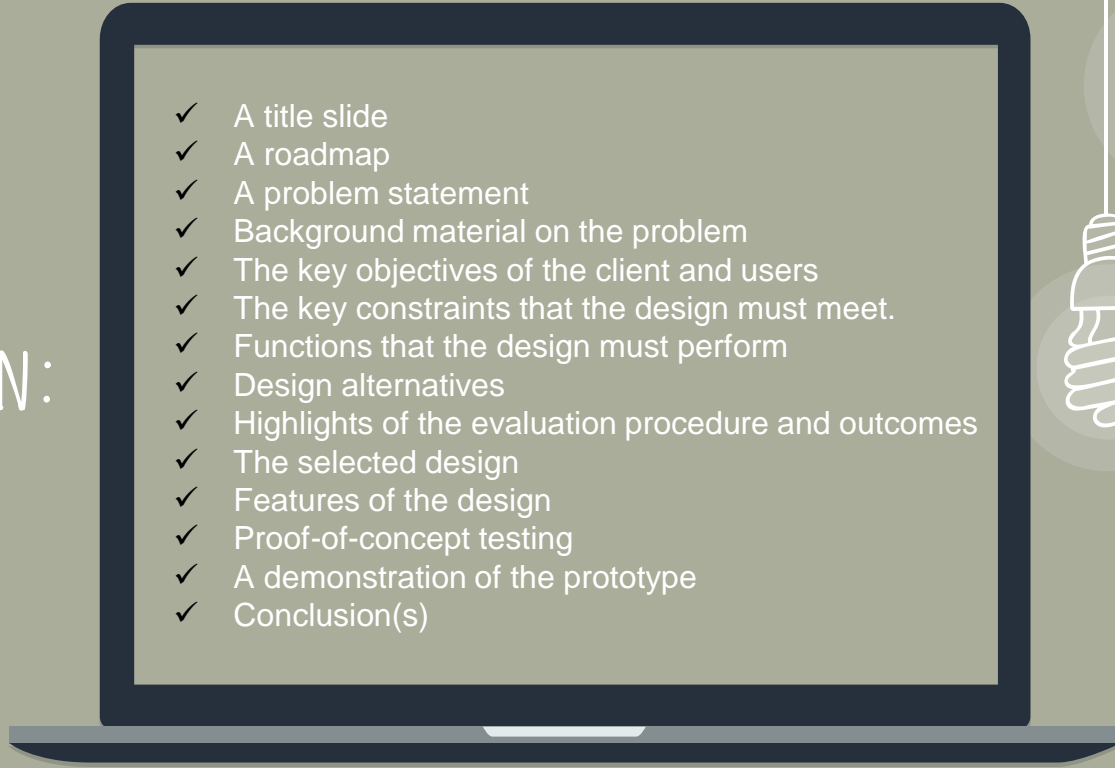 N:
✓ A title slide
✓ A roadmap
✓ A problem statement
✓ Background material on the problem
✓ The key objectives of the client and users
✓ The key constraints that the design must meet.
✓ Functions that the design must perform
✓ Design alternatives
✓ Highlights of the evaluation procedure and outcomes
✓ The selected design
✓ Features of the design
✓ Proof-of-concept testing
✓ A demonstration of the prototype
✓ Conclusion(s)